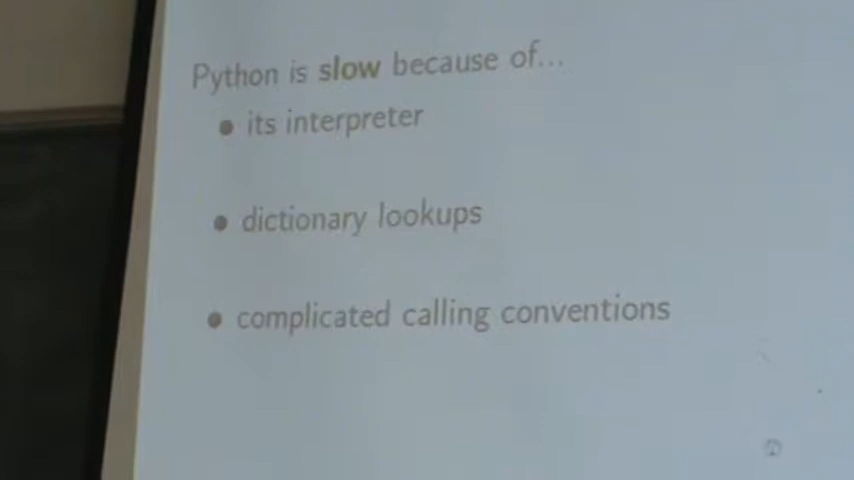 Python is slow because of...
• its interpreter
• dictionary lookups
• complicated calling conventions